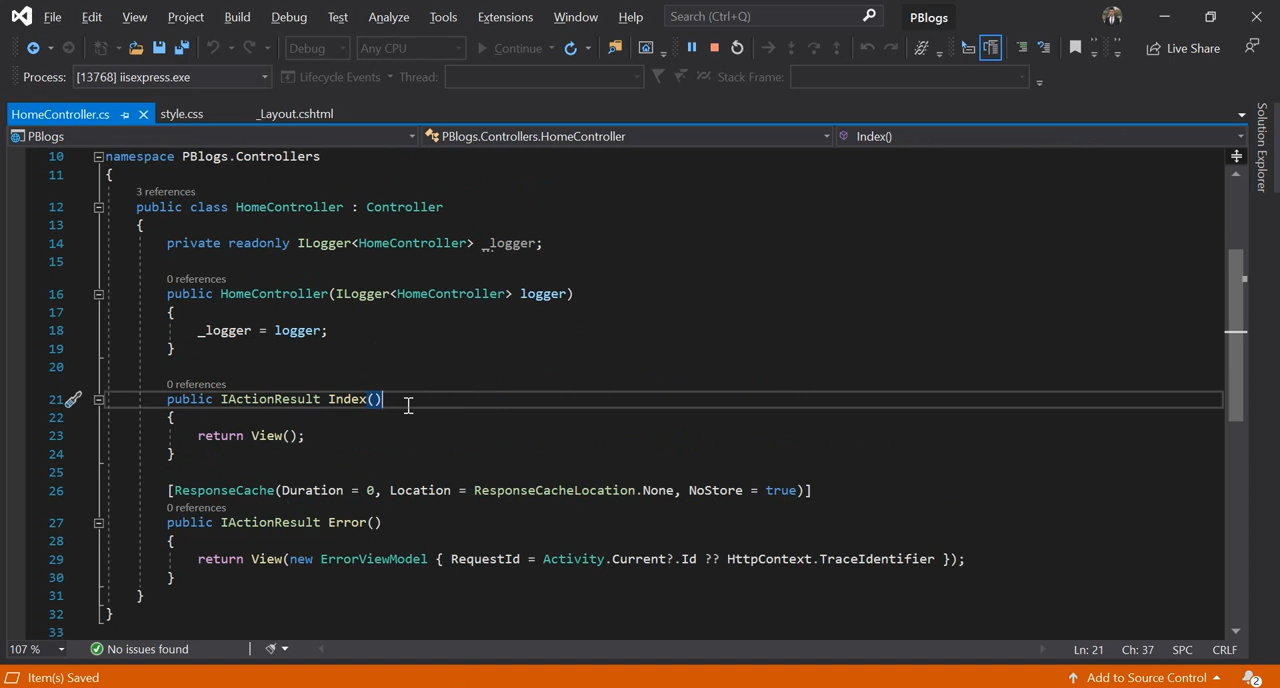 File Edit View Project Build Debug Test Analyze Tools Extensions Window Help Search (Ctrl+Q) PBlogs
Debug Any CPU Continue Live Share
Process: [13768] iisexpress.exe Lifecycle Events Thread: Stack Frame:
HomeController.cs style.css _Layout.cshtml
PBlogs PBlogs.Controllers.HomeController Index()
Solution Explorer
10 namespace PBlogs.Controllers
11 {
3 references
12 public class HomeController : Controller
13 {
14 private readonly ILogger<HomeController> _logger;
15
0 references
16 public HomeController(ILogger<HomeController> logger)
17 {
18 _logger = logger;
19 }
20
0 references
21 public IActionResult Index()
22 {
23 return View();
24 }
25
26 [ResponseCache(Duration = 0, Location = ResponseCacheLocation.None, NoStore = true)]
0 references
27 public IActionResult Error()
28 {
29 return View(new ErrorViewModel { RequestId = Activity.Current?.Id ?? HttpContext.TraceIdentifier });
30 }
31 }
32 }
33
107 % No issues found Ln: 21 Ch: 37 SPC CRLF
Item(s) Saved Add to Source Control 2